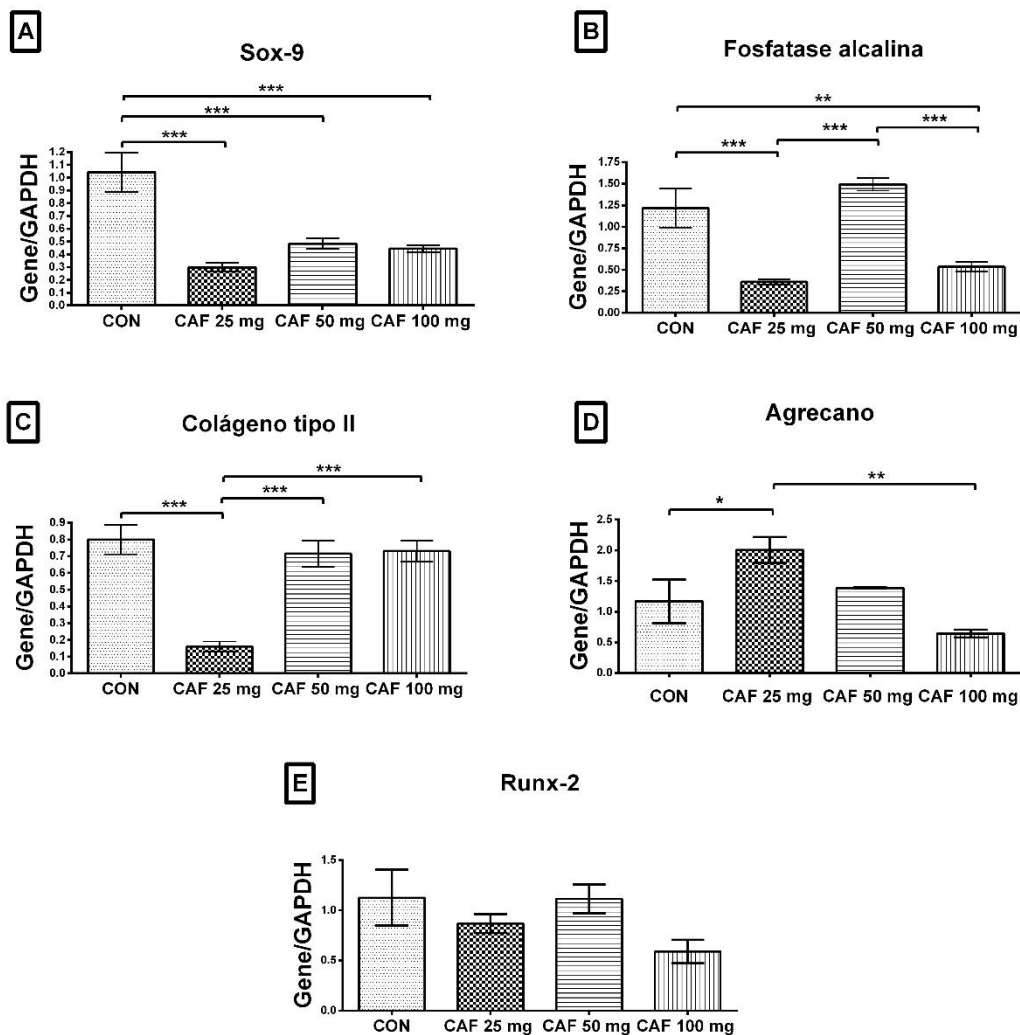 A
Sox-9
***
***
***
Gene/GAPDH
1.2
1.1
1.0
0.9
0.8
0.7
0.6
0.5
0.4
0.3
0.2
0.1
0.0
CON CAF 25 mg CAF 50 mg CAF 100 mg
B
Fosfatase alcalina
**
*** *** ***
Gene/GAPDH
1.75
1.50
1.25
1.00
0.75
0.50
0.25
0.00
CON CAF 25 mg CAF 50 mg CAF 100 mg
C
Colágeno tipo II
***
*** ***
Gene/GAPDH
0.9
0.8
0.7
0.6
0.5
0.4
0.3
0.2
0.1
0.0
CON CAF 25 mg CAF 50 mg CAF 100 mg
D
Agrecano
**
*
Gene/GAPDH
2.5
2.0
1.5
1.0
0.5
0.0
CON CAF 25 mg CAF 50 mg CAF 100 mg
E
Runx-2
Gene/GAPDH
1.5
1.0
0.5
0.0
CON CAF 25 mg CAF 50 mg CAF 100 mg